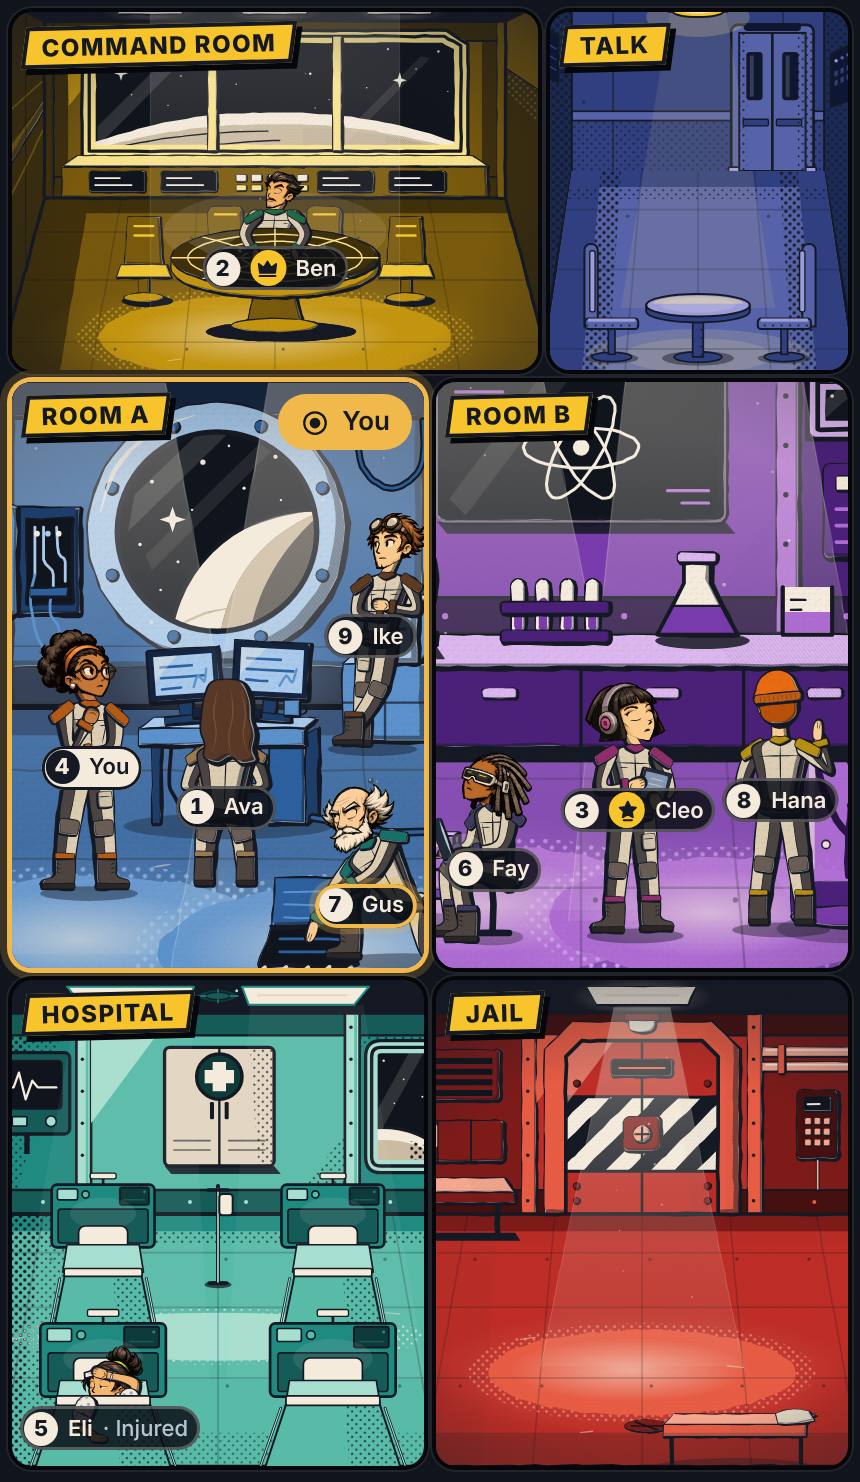 COMMAND ROOM
TALK
2 Ben
ROOM A
You
ROOM B
9 Ike
4 You
1 Ava
7 Gus
3 Cleo
8 Hana
6 Fay
HOSPITAL
JAIL
5 Eli · Injured